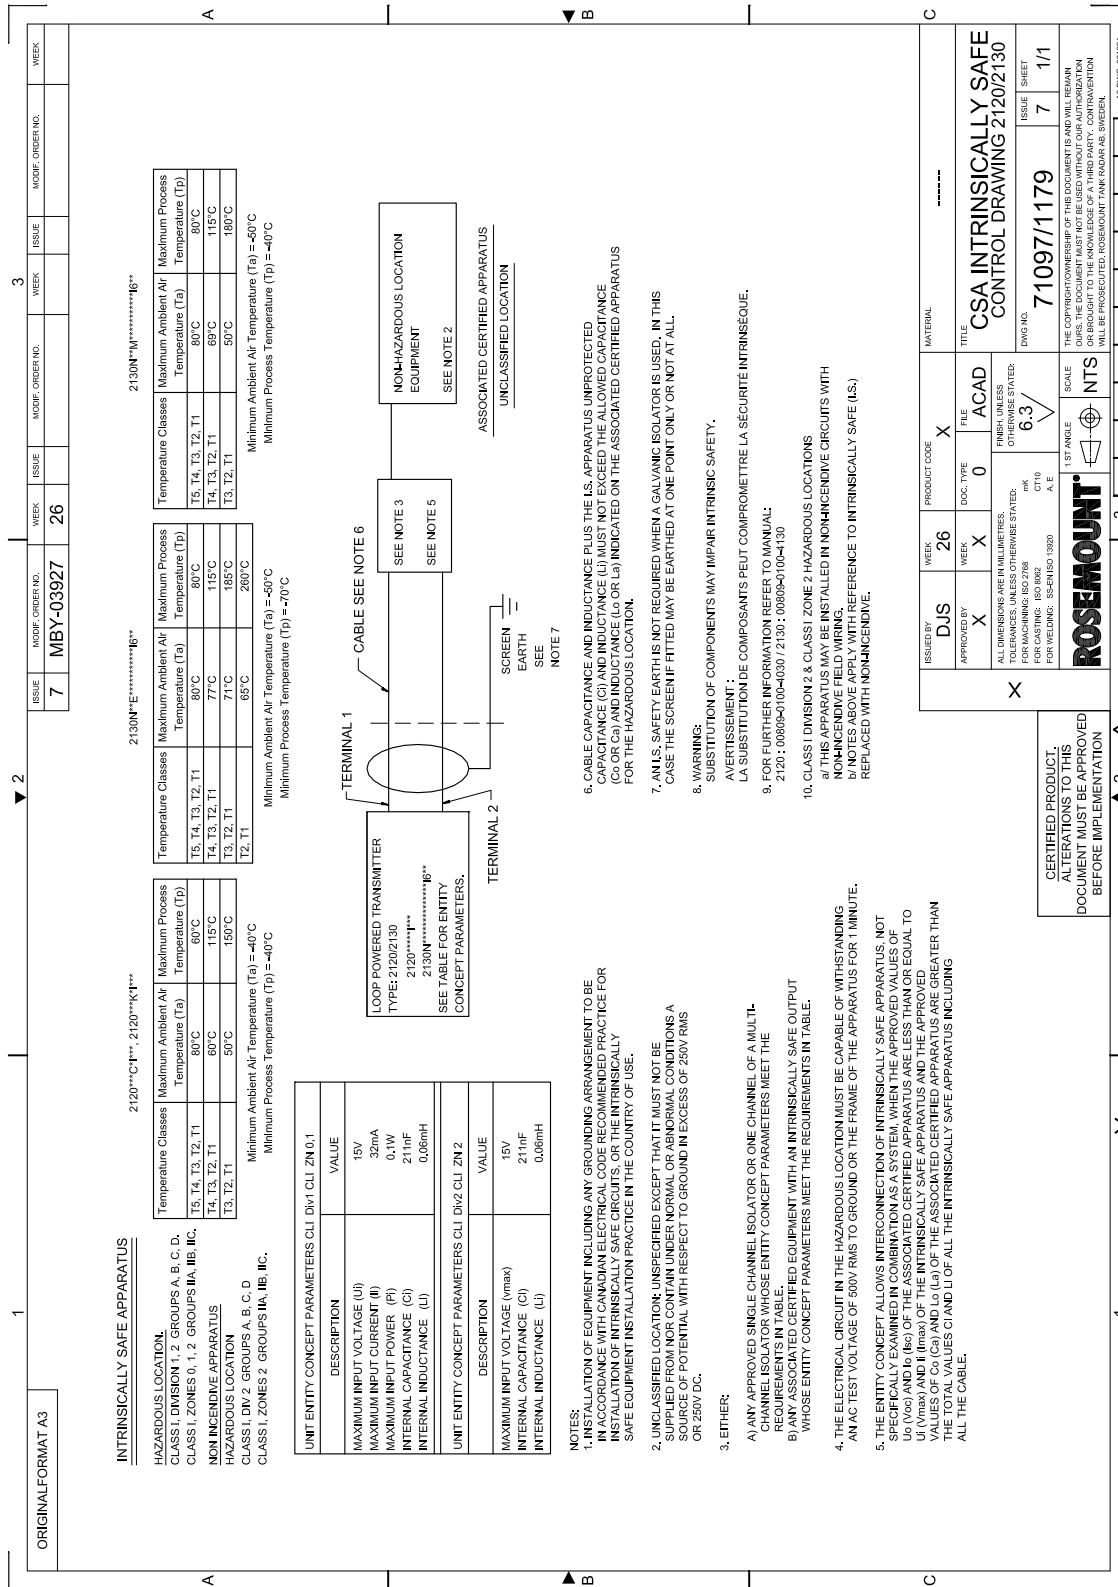 ORIGINALFORMAT A3
1
2
3
A
B
C
ISSUE
MODIF. ORDER NO.
WEEK
ISSUE
MODIF. ORDER NO.
WEEK
ISSUE
MODIF. ORDER NO.
WEEK
7
MBY-03927
26
INTRINSICALLY SAFE APPARATUS
HAZARDOUS LOCATION.
CLASS I, DIVISION 1, 2 GROUPS A, B, C, D.
CLASS I, ZONES 0, 1, 2 GROUPS IIA, IIB, IIC.
NON INCENDIVE APPARATUS
HAZARDOUS LOCATION
CLASS I, DIV 2 GROUPS A, B, C, D
CLASS I, ZONES 2 GROUPS IIA, IIB, IIC.
2120***C*I***, 2120***K*I***
Temperature Classes
Maximum Ambient Air Temperature (Ta)
Maximum Process Temperature (Tp)
T5, T4, T3, T2, T1 80°C 60°C
T4, T3, T2, T1 60°C 115°C
T3, T2, T1 50°C 150°C
Minimum Ambient Air Temperature (Ta) = -40°C
Minimum Process Temperature (Tp) = -40°C
2130N**E***********I6**
Temperature Classes
Maximum Ambient Air Temperature (Ta)
Maximum Process Temperature (Tp)
T5, T4, T3, T2, T1 80°C 80°C
T4, T3, T2, T1 77°C 115°C
T3, T2, T1 71°C 185°C
T2, T1 65°C 260°C
Minimum Ambient Air Temperature (Ta) = -50°C
Minimum Process Temperature (Tp) = -70°C
2130N**M***********I6**
Temperature Classes
Maximum Ambient Air Temperature (Ta)
Maximum Process Temperature (Tp)
T5, T4, T3, T2, T1 80°C 80°C
T4, T3, T2, T1 69°C 115°C
T3, T2, T1 50°C 180°C
Minimum Ambient Air Temperature (Ta) = -50°C
Minimum Process Temperature (Tp) = -40°C
UNIT ENTITY CONCEPT PARAMETERS CLI Div1 CLI ZN 0,1
DESCRIPTION VALUE
MAXIMUM INPUT VOLTAGE (Ui) 15V
MAXIMUM INPUT CURRENT (Ii) 32mA
MAXIMUM INPUT POWER (Pi) 0.1W
INTERNAL CAPACITANCE (Ci) 211nF
INTERNAL INDUCTANCE (Li) 0.06mH
UNIT ENTITY CONCEPT PARAMETERS CLI Div2 CLI ZN 2
DESCRIPTION VALUE
MAXIMUM INPUT VOLTAGE (vmax) 15V
INTERNAL CAPACITANCE (Ci) 211nF
INTERNAL INDUCTANCE (Li) 0.06mH
LOOP POWERED TRANSMITTER
TYPE: 2120/2130
2120*****I***
2130N**************I6**
SEE TABLE FOR ENTITY
CONCEPT PARAMETERS.
TERMINAL 1
TERMINAL 2
CABLE SEE NOTE 6
SCREEN
EARTH
SEE
NOTE 7
SEE NOTE 3
SEE NOTE 5
NON-HAZARDOUS LOCATION
EQUIPMENT
SEE NOTE 2
ASSOCIATED CERTIFIED APPARATUS
UNCLASSIFIED LOCATION
NOTES:
1. INSTALLATION OF EQUIPMENT INCLUDING ANY GROUNDING ARRANGEMENT TO BE
IN ACCORDANCE WITH CANADIAN ELECTRICAL CODE RECOMMENDED PRACTICE FOR
INSTALLATION OF INTRINSICALLY SAFE CIRCUITS, OR THE INTRINSICALLY
SAFE EQUIPMENT INSTALLATION PRACTICE IN THE COUNTRY OF USE.
2. UNCLASSIFIED LOCATION; UNSPECIFIED EXCEPT THAT IT MUST NOT BE
SUPPLIED FROM NOR CONTAIN UNDER NORMAL OR ABNORMAL CONDITIONS A
SOURCE OF POTENTIAL WITH RESPECT TO GROUND IN EXCESS OF 250V RMS
OR 250V DC.
3. EITHER:
A) ANY APPROVED SINGLE CHANNEL ISOLATOR OR ONE CHANNEL OF A MULTI-
CHANNEL ISOLATOR WHOSE ENTITY CONCEPT PARAMETERS MEET THE
REQUIREMENTS IN TABLE.
B) ANY ASSOCIATED CERTIFIED EQUIPMENT WITH AN INTRINSICALLY SAFE OUTPUT
WHOSE ENTITY CONCEPT PARAMETERS MEET THE REQUIREMENTS IN TABLE.
4. THE ELECTRICAL CIRCUIT IN THE HAZARDOUS LOCATION MUST BE CAPABLE OF WITHSTANDING
AN AC TEST VOLTAGE OF 500V RMS TO GROUND OR THE FRAME OF THE APPARATUS FOR 1 MINUTE.
5. THE ENTITY CONCEPT ALLOWS INTERCONNECTION OF INTRINSICALLY SAFE APPARATUS, NOT
SPECIFICALLY EXAMINED IN COMBINATION AS A SYSTEM, WHEN THE APPROVED VALUES OF
Uo (Voc) AND Io (Isc) OF THE ASSOCIATED CERTIFIED APPARATUS ARE LESS THAN OR EQUAL TO
Ui (Vmax) AND Ii (Imax) OF THE INTRINSICALLY SAFE APPARATUS AND THE APPROVED
VALUES OF Co (Ca) AND Lo (La) OF THE ASSOCIATED CERTIFIED APPARATUS ARE GREATER THAN
THE TOTAL VALUES Ci AND Li OF ALL THE INTRINSICALLY SAFE APPARATUS INCLUDING
ALL THE CABLE.
6. CABLE CAPACITANCE AND INDUCTANCE PLUS THE I.S. APPARATUS UNPROTECTED
CAPACITANCE (Ci) AND INDUCTANCE (Li) MUST NOT EXCEED THE ALLOWED CAPACITANCE
(Co OR Ca) AND INDUCTANCE (Lo OR La) INDICATED ON THE ASSOCIATED CERTIFIED APPARATUS
FOR THE HAZARDOUS LOCATION.
7. AN I.S. SAFETY EARTH IS NOT REQUIRED WHEN A GALVANIC ISOLATOR IS USED, IN THIS
CASE THE SCREEN IF FITTED MAY BE EARTHED AT ONE POINT ONLY OR NOT AT ALL.
8. WARNING:
SUBSTITUTION OF COMPONENTS MAY IMPAIR INTRINSIC SAFETY.
AVERTISSEMENT :
LA SUBSTITUTION DE COMPOSANTS PEUT COMPROMETTRE LA SÉCURITÉ INTRINSÈQUE.
9. FOR FURTHER INFORMATION REFER TO MANUAL:
2120 : 00809-0100-4030 / 2130 : 00809-0100-4130
10. CLASS I DIVISION 2 & CLASS I ZONE 2 HAZARDOUS LOCATIONS
a/ THIS APPARATUS MAY BE INSTALLED IN NON-INCENDIVE CIRCUITS WITH
NON-INCENDIVE FIELD WIRING.
b/ NOTES ABOVE APPLY WITH REFERENCE TO INTRINSICALLY SAFE (I.S.)
REPLACED WITH NON-INCENDIVE.
CERTIFIED PRODUCT.
ALTERATIONS TO THIS
DOCUMENT MUST BE APPROVED
BEFORE IMPLEMENTATION
X
ISSUED BY DJS
WEEK 26
PRODUCT CODE X
MATERIAL ------
APPROVED BY X
WEEK X
DOC. TYPE 0
FILE ACAD
TITLE
CSA INTRINSICALLY SAFE
CONTROL DRAWING 2120/2130
ALL DIMENSIONS ARE IN MILLIMETRES.
TOLERANCES, UNLESS OTHERWISE STATED:
FOR MACHINING: ISO 2768 mK
FOR CASTING: ISO 8062 CT10
FOR WELDING: SS-EN ISO 13920 A, E
FINISH, UNLESS
OTHERWISE STATED:
6.3
DWG NO. 71097/1179
ISSUE 7
SHEET 1/1
ROSEMOUNT
1 ST ANGLE
SCALE NTS
THE COPYRIGHT/OWNERSHIP OF THIS DOCUMENT IS AND WILL REMAIN
OURS. THE DOCUMENT MUST NOT BE USED WITHOUT OUR AUTHORIZATION
OR BROUGHT TO THE KNOWLEDGE OF A THIRD PARTY. CONTRAVENTION
WILL BE PROSECUTED. ROSEMOUNT TANK RADAR AB, SWEDEN.
A
B
C